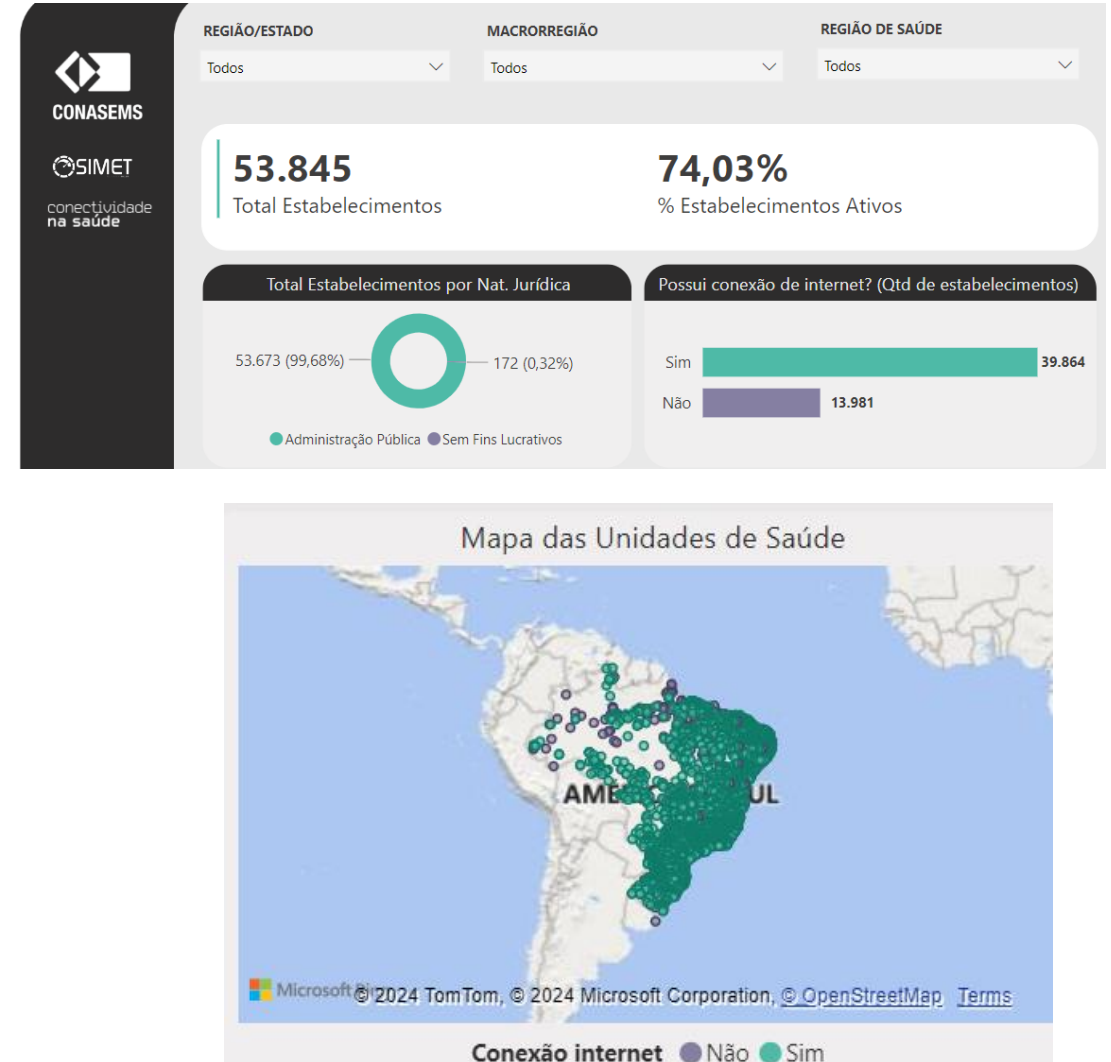 REGIÃO/ESTADO
MACRORREGIÃO
REGIÃO DE SAÚDE
Todos
Todos
Todos
CONASEMS
SIMET
conectividade
na saúde
53.845
Total Estabelecimentos
74,03%
% Estabelecimentos Ativos
Total Estabelecimentos por Nat. Jurídica
53.673 (99,68%)
172 (0,32%)
Administração Pública
Sem Fins Lucrativos
Possui conexão de internet? (Qtd de estabelecimentos)
Sim
39.864
Não
13.981
Mapa das Unidades de Saúde
AMÉ UL
Microsoft
© 2024 TomTom, © 2024 Microsoft Corporation, © OpenStreetMap Terms
Conexão internet Não Sim